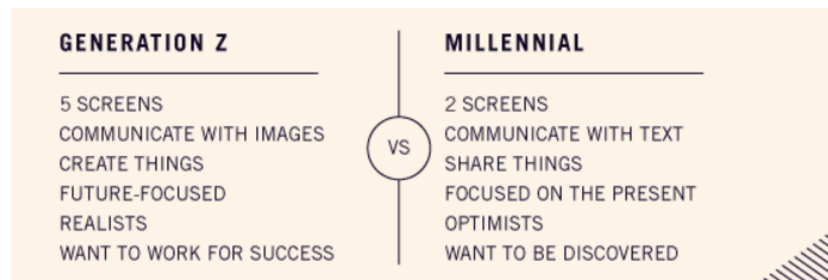 GENERATION Z
5 SCREENS
COMMUNICATE WITH IMAGES
CREATE THINGS
FUTURE-FOCUSED
REALISTS
WANT TO WORK FOR SUCCESS
VS
MILLENNIAL
2 SCREENS
COMMUNICATE WITH TEXT
SHARE THINGS
FOCUSED ON THE PRESENT
OPTIMISTS
WANT TO BE DISCOVERED